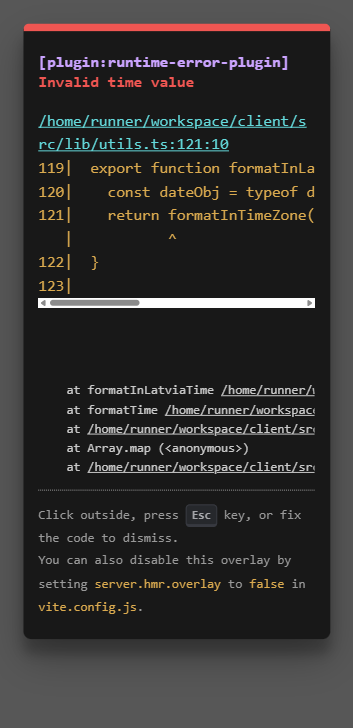 [plugin:runtime-error-plugin]
Invalid time value
/home/runner/workspace/client/s
rc/lib/utils.ts:121:10
119| export function formatInLa
120| const dateObj = typeof d
121| return formatInTimeZone(
| ^
122| }
123|
at formatInLatviaTime /home/runner/
at formatTime /home/runner/workspac
at /home/runner/workspace/client/src
at Array.map (<anonymous>)
at /home/runner/workspace/client/src
Click outside, press Esc key, or fix
the code to dismiss.
You can also disable this overlay by
setting server.hmr.overlay to false in
vite.config.js.